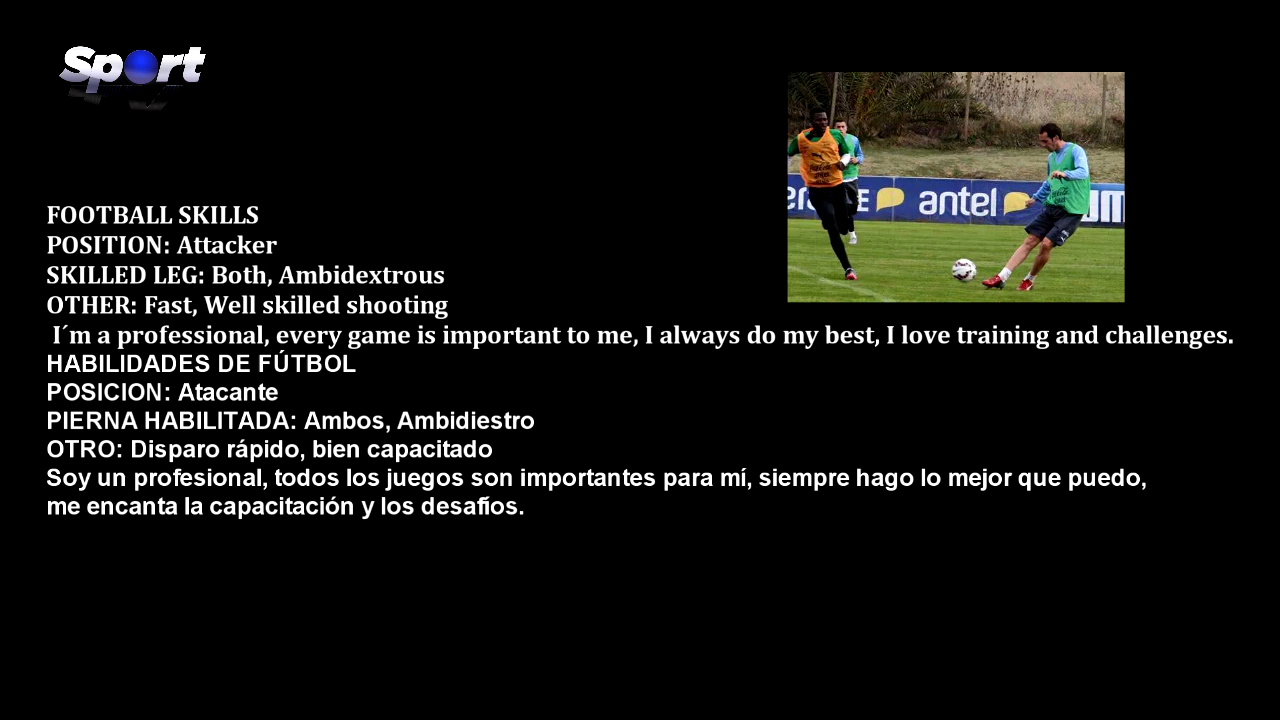 Sport
antel
FOOTBALL SKILLS
POSITION: Attacker
SKILLED LEG: Both, Ambidextrous
OTHER: Fast, Well skilled shooting
I´m a professional, every game is important to me, I always do my best, I love training and challenges.
HABILIDADES DE FÚTBOL
POSICION: Atacante
PIERNA HABILITADA: Ambos, Ambidiestro
OTRO: Disparo rápido, bien capacitado
Soy un profesional, todos los juegos son importantes para mí, siempre hago lo mejor que puedo,
me encanta la capacitación y los desafíos.